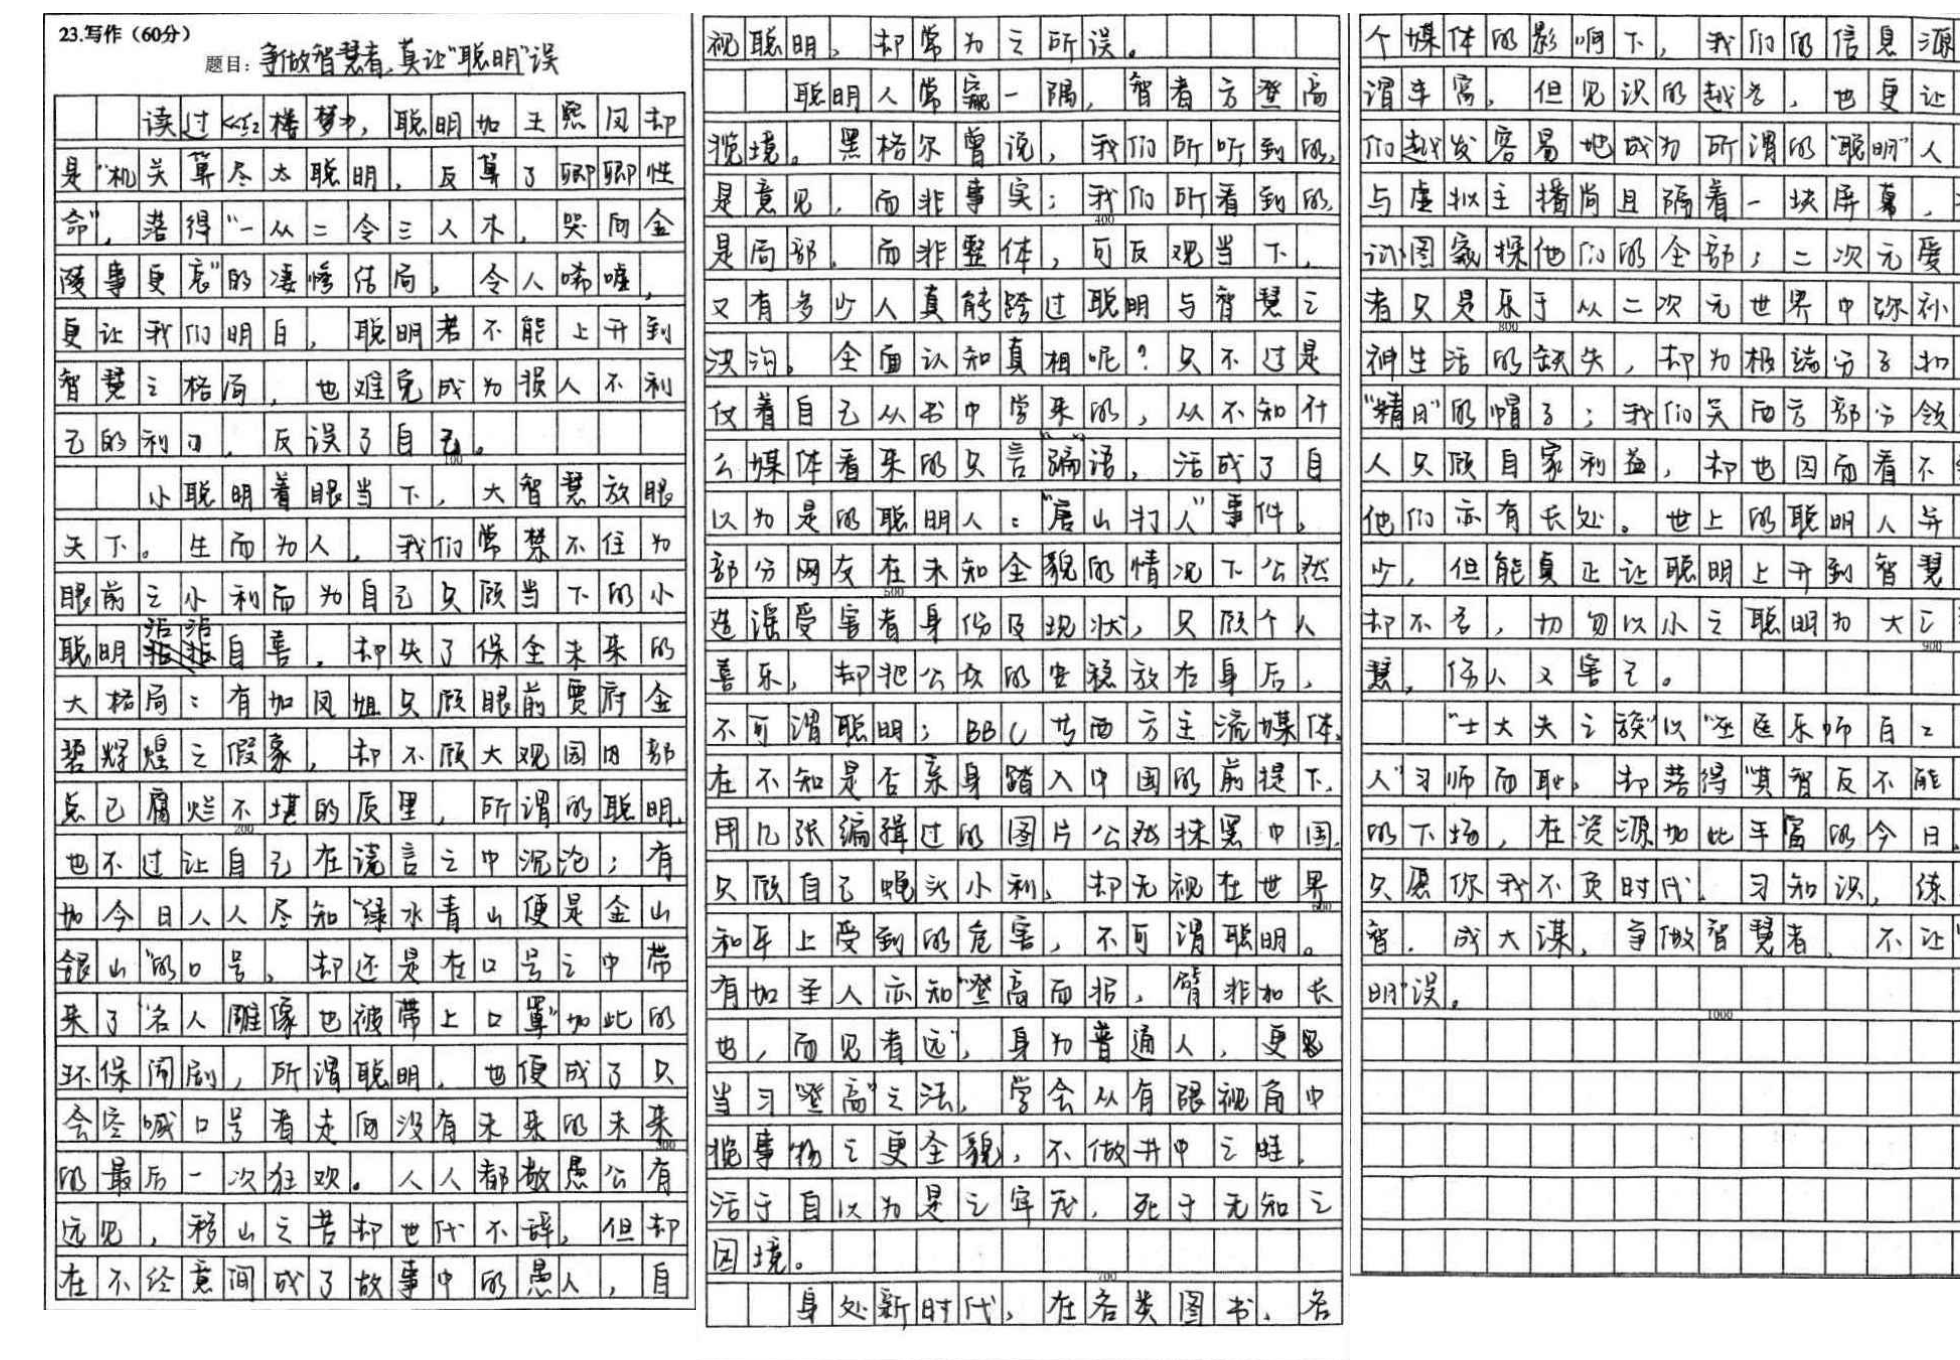 23.写作（60分）
题目：争做智慧者,莫让“聪明”误
读过《红楼梦》，聪明如王熙凤却
是“机关算尽太聪明，反算了卿卿性
命”，落得“一从二令三人木，哭向金
陵事更哀”的凄惨结局，令人唏嘘，
更让我们明白，聪明若不能上升到
智慧之格局，也难免成为损人不利
己的利刃，反误了自己。
100
小聪明着眼当下，大智慧放眼
天下。生而为人，我们常禁不住为
眼前之小利而为自己只顾当下的小
聪明沾沾自喜，却失了保全未来的
大格局：有如凤姐只顾眼前贾府金
碧辉煌之假象，却不顾大观园内部
总已腐烂不堪的质里，所谓的聪明，
200
也不过让自己在谎言之中沉沦；有
如今日人人尽知“绿水青山便是金山
银山”的口号，却还是在口号之中带
来了“名人雕像也被带上口罩”如此的
环保闹剧，所谓聪明，也便成了只
会空喊口号者走向没有未来的未来
300
的最后一次狂欢。人人都敬愚公有
远见，移山之苦却世代不辞，但却
在不经意间成了故事中的愚人，自
视聪明，却常为之所误。
聪明人常窥一隅，智者方登高
揽境。黑格尔曾说，我们所听到的，
是意见，而非事实；我们所看到的，
400
是局部，而非整体，可反观当下，
又有多少人真能跨过聪明与智慧之
决沟。全面认知真相呢？只不过是
仗着自己从书中学来的，从不知什
么媒体看来的只言“骗”语，活成了自
以为是的聪明人：“唐山打人”事件，
部分网友在未知全貌的情况下公然
500
造谣受害者身份及现状，只顾个人
喜乐，却把公众的安稳放在身后，
不可谓聪明；BBC等西方主流媒体，
在不知是否亲身踏入中国的前提下，
用几张编辑过的图片公然抹黑中国，
只顾自己蝇头小利，却无视在世界
600
和平上受到的危害，不可谓聪明。
有如圣人亦知“登高而招，臂非加长
也，而见者远”，身为普通人，更
当习“登高”之法，学会从有限视角中
揽事物之更全貌，不做井中之蛙，
活于自以为是之牢笼，死于无知之
困境。
700
身处新时代，在各类图书、各
个媒体的影响下，我们的信息源
谓丰富，但见识的越多，也更让
们越发容易地成为所谓的“聪明”人
与虚拟主播尚且隔着一块屏幕，
试图窥探他们的全部；二次元爱
者只是乐于从二次元世界中弥补
800
神生活的缺失，却为极端分子扣
“精日”的帽子；我们笑西方部分领
人只顾自家利益，却也因而看不
他们亦有长处。世上的聪明人并
少，但能真正让聪明上升到智慧
却不多，切勿以小之聪明为大之
900
慧，伤人又害己。
“士大夫之族”以“巫医乐师百工
人”习师而耻，却落得“其智反不能
的下场，在资源如此丰富的今日，
只愿你我不负时代，习知识，练
智，成大谋，争做智慧者，不让“
明”误。
1000